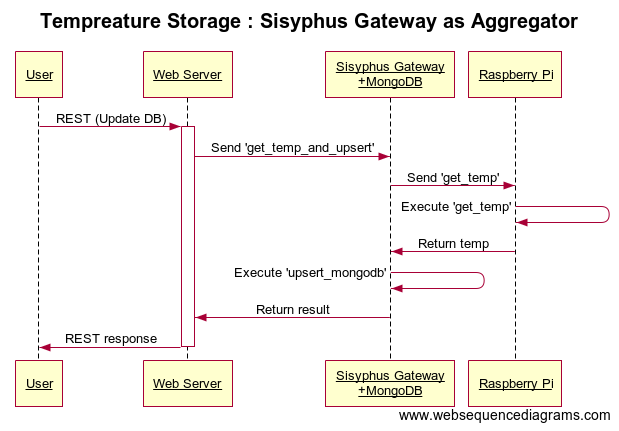 Tempreature Storage : Sisyphus Gateway as Aggregator
User
Web Server
Sisyphus Gateway
+MongoDB
Raspberry Pi
REST (Update DB)
Send 'get_temp_and_upsert'
Send 'get_temp'
Execute 'get_temp'
Return temp
Execute 'upsert_mongodb'
Return result
REST response
User
Web Server
Sisyphus Gateway
+MongoDB
Raspberry Pi
www.websequencediagrams.com